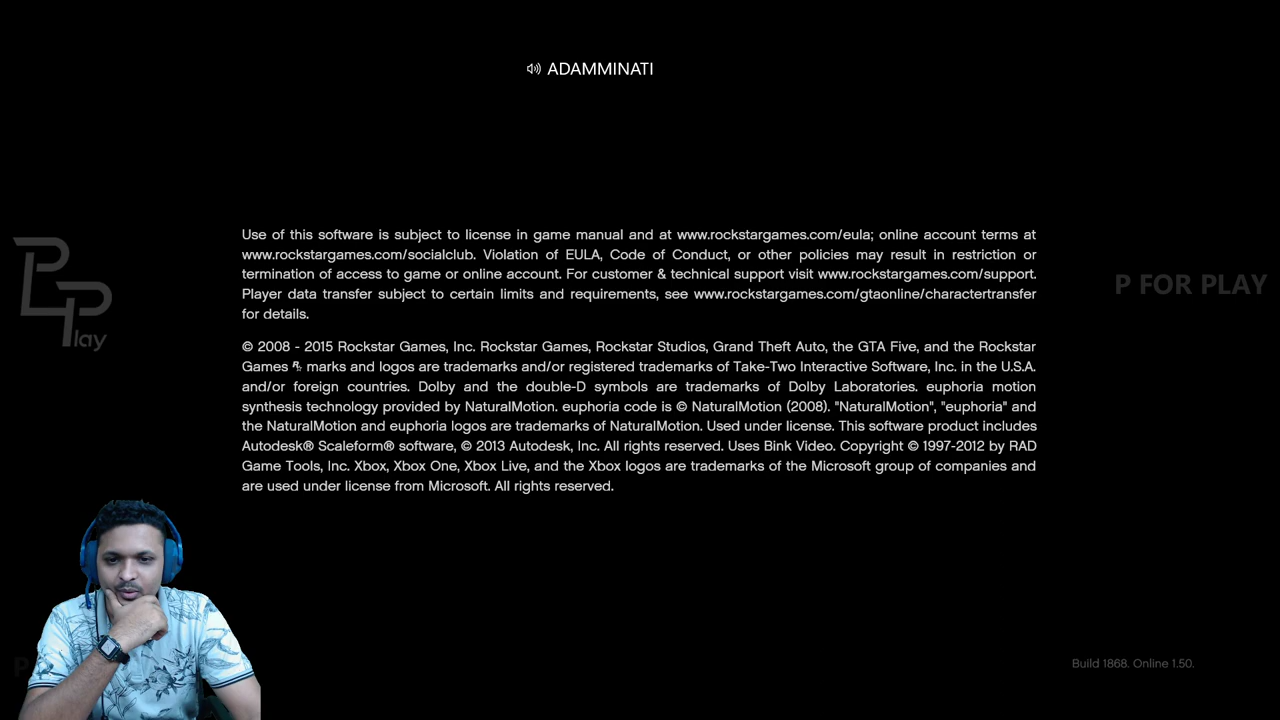 ADAMMINATI
Use of this software is subject to license in game manual and at www.rockstargames.com/eula; online account terms at
www.rockstargames.com/socialclub. Violation of EULA, Code of Conduct, or other policies may result in restriction or
termination of access to game or online account. For customer & technical support visit www.rockstargames.com/support.
Player data transfer subject to certain limits and requirements, see www.rockstargames.com/gtaonline/charactertransfer
for details.
© 2008 - 2015 Rockstar Games, Inc. Rockstar Games, Rockstar Studios, Grand Theft Auto, the GTA Five, and the Rockstar
Games R* marks and logos are trademarks and/or registered trademarks of Take-Two Interactive Software, Inc. in the U.S.A.
and/or foreign countries. Dolby and the double-D symbols are trademarks of Dolby Laboratories. euphoria motion
synthesis technology provided by NaturalMotion. euphoria code is © NaturalMotion (2008). "NaturalMotion", "euphoria" and
the NaturalMotion and euphoria logos are trademarks of NaturalMotion. Used under license. This software product includes
Autodesk® Scaleform® software, © 2013 Autodesk, Inc. All rights reserved. Uses Bink Video. Copyright © 1997-2012 by RAD
Game Tools, Inc. Xbox, Xbox One, Xbox Live, and the Xbox logos are trademarks of the Microsoft group of companies and
are used under license from Microsoft. All rights reserved.
P FOR PLAY
Play
Build 1868. Online 1.50.